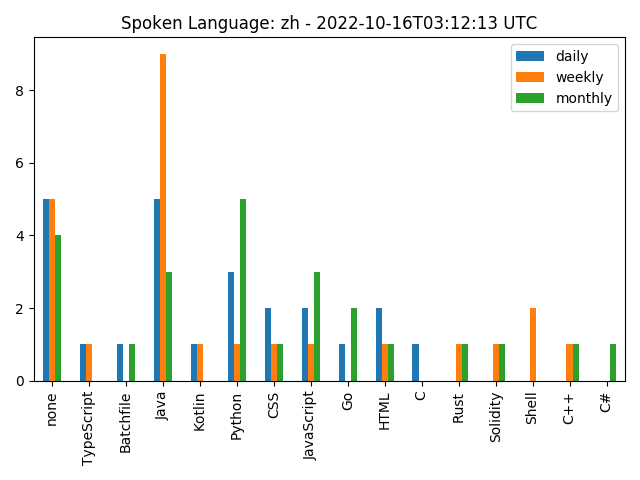 Spoken Language: zh - 2022-10-16T03:12:13 UTC
daily
weekly
monthly
8
6
4
2
0
none
TypeScript
Batchfile
Java
Kotlin
Python
CSS
JavaScript
Go
HTML
C
Rust
Solidity
Shell
C++
C#